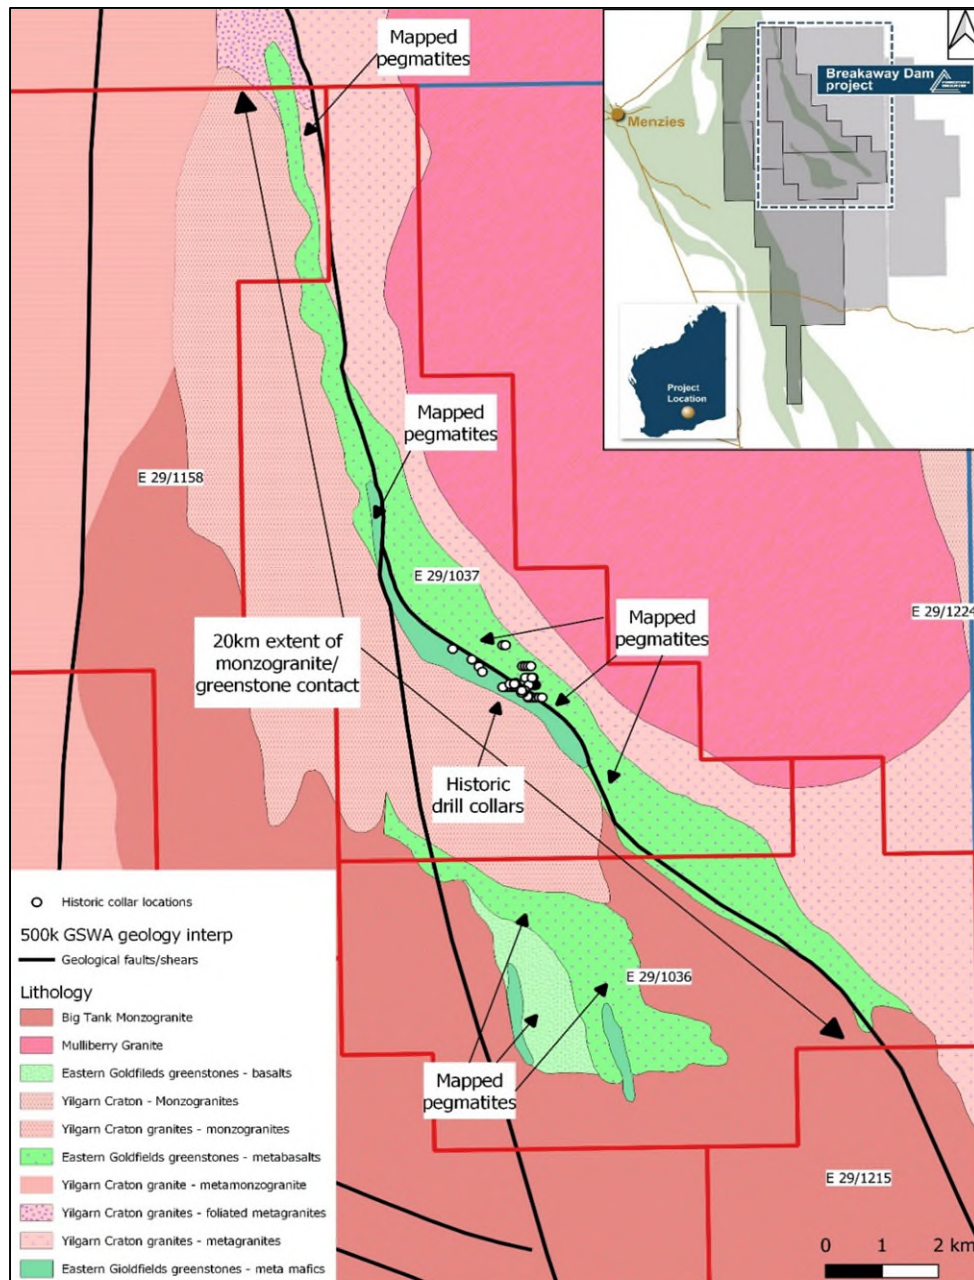 Mapped
pegmatites
Breakaway Dam
project
Menzies
Project
Location
Mapped
pegmatites
E 29/1158
E 29/1037
E 29/1224
Mapped
pegmatites
20km extent of
monzogranite/
greenstone contact
Historic
drill collars
E 29/1036
Mapped
pegmatites
E 29/1215
0 1 2 km
Historic collar locations
500k GSWA geology interp
Geological faults/shears
Lithology
Big Tank Monzogranite
Mulliberry Granite
Eastern Goldfileds greenstones - basalts
Yilgarn Craton - Monzogranites
Yilgarn Craton granites - monzogranites
Eastern Goldfields greenstones - metabasalts
Yilgarn Craton granite - metamonzogranite
Yilgarn Craton granites - foliated metagranites
Yilgarn Craton granites - metagranites
Eastern Gioldfields greenstones - meta mafics